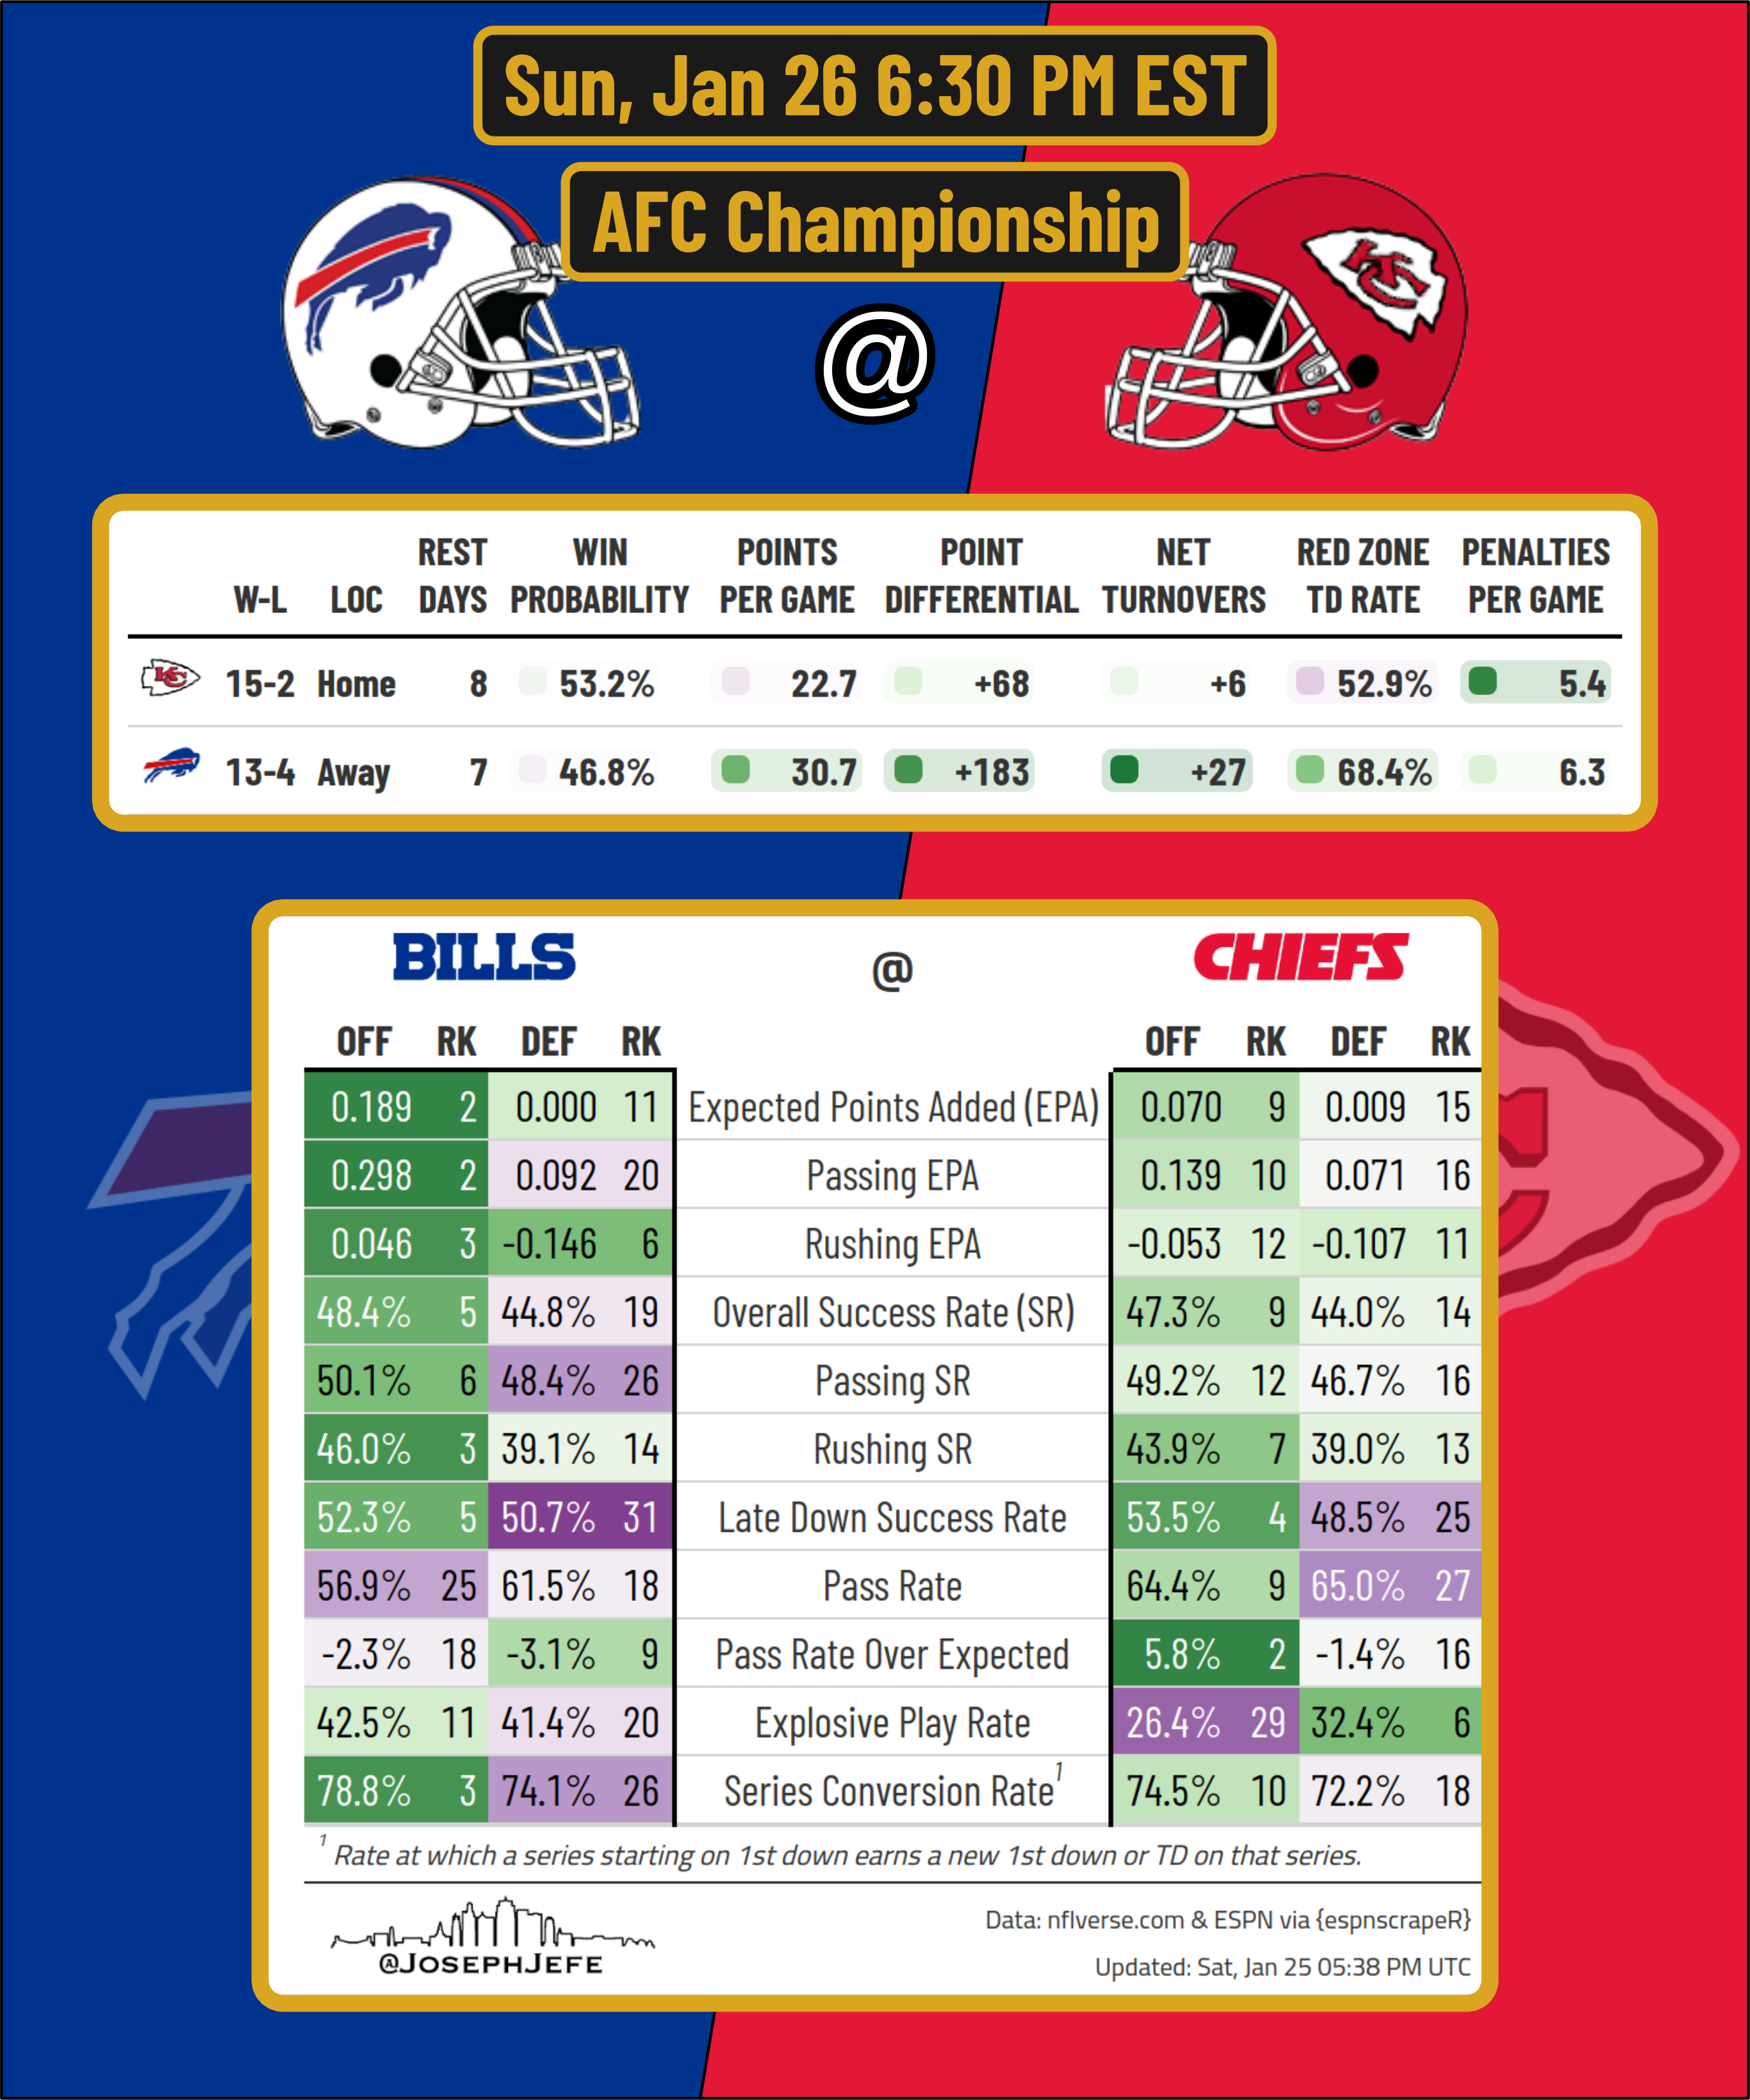 Sun, Jan 26 6:30 PM EST
AFC Championship
@
KC
REST WIN POINTS POINT NET RED ZONE PENALTIES
W-L LOC DAYS PROBABILITY PER GAME DIFFERENTIAL TURNOVERS TD RATE PER GAME
KC 15-2 Home 8 53.2% 22.7 +68 +6 52.9% 5.4
13-4 Away 7 46.8% 30.7 +183 +27 68.4% 6.3
BILLS @ CHIEFS
OFF RK DEF RK OFF RK DEF RK
0.189 2 0.000 11 Expected Points Added (EPA) 0.070 9 0.009 15
0.298 2 0.092 20 Passing EPA 0.139 10 0.071 16
0.046 3 -0.146 6 Rushing EPA -0.053 12 -0.107 11
48.4% 5 44.8% 19 Overall Success Rate (SR) 47.3% 9 44.0% 14
50.1% 6 48.4% 26 Passing SR 49.2% 12 46.7% 16
46.0% 3 39.1% 14 Rushing SR 43.9% 7 39.0% 13
52.3% 5 50.7% 31 Late Down Success Rate 53.5% 4 48.5% 25
56.9% 25 61.5% 18 Pass Rate 64.4% 9 65.0% 27
-2.3% 18 -3.1% 9 Pass Rate Over Expected 5.8% 2 -1.4% 16
42.5% 11 41.4% 20 Explosive Play Rate 26.4% 29 32.4% 6
78.8% 3 74.1% 26 Series Conversion Rate¹ 74.5% 10 72.2% 18
¹ Rate at which a series starting on 1st down earns a new 1st down or TD on that series.
@JOSEPHJEFE
Data: nflverse.com & ESPN via {espnscrapeR}
Updated: Sat, Jan 25 05:38 PM UTC